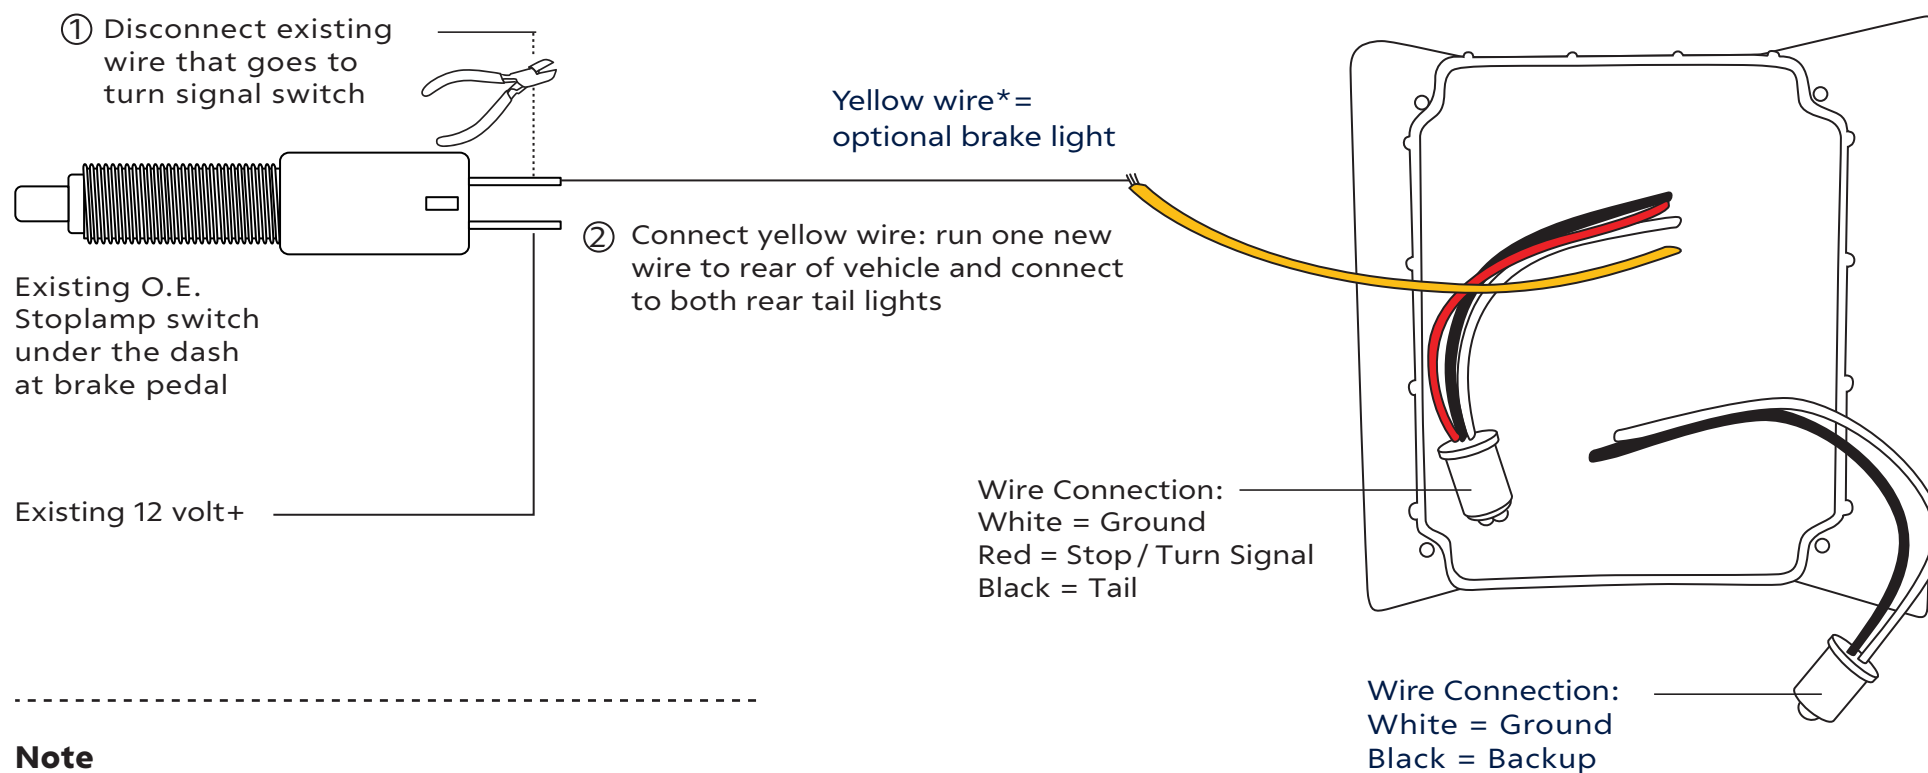 ① Disconnect existing
wire that goes to
turn signal switch
Yellow wire*=
optional brake light
② Connect yellow wire: run one new
wire to rear of vehicle and connect
to both rear tail lights
Existing O.E.
Stoplamp switch
under the dash
at brake pedal
Existing 12 volt+
Wire Connection:
White = Ground
Red = Stop / Turn Signal
Black = Tail
Wire Connection:
White = Ground
Black = Backup
Note